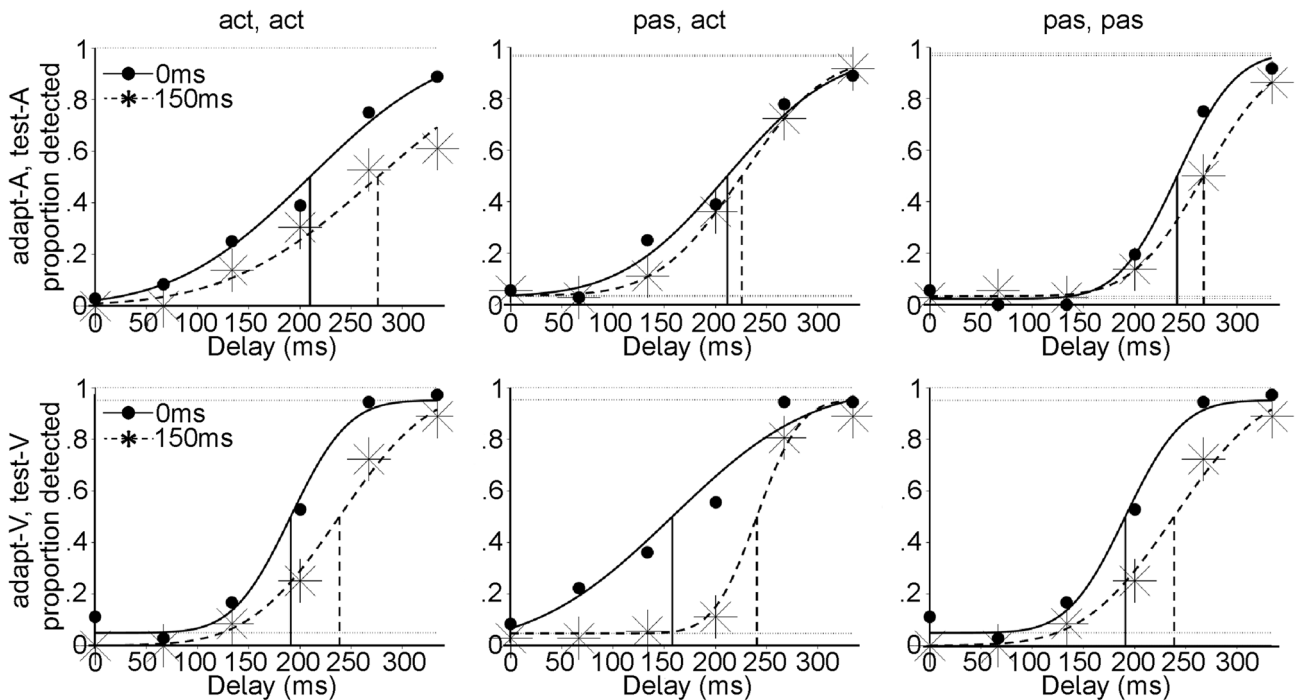 act, act
pas, act
pas, pas
adapt-A, test-A
proportion detected
1
.8
.6
.4
.2
0
0ms
150ms
0 50 100 150 200 250 300
Delay (ms)
1
.8
.6
.4
.2
0
0 50 100 150 200 250 300
Delay (ms)
1
.8
.6
.4
.2
0
0 50 100 150 200 250 300
Delay (ms)
adapt-V, test-V
proportion detected
1
.8
.6
.4
.2
0
0ms
150ms
0 50 100 150 200 250 300
Delay (ms)
1
.8
.6
.4
.2
0
0 50 100 150 200 250 300
Delay (ms)
1
.8
.6
.4
.2
0
0 50 100 150 200 250 300
Delay (ms)